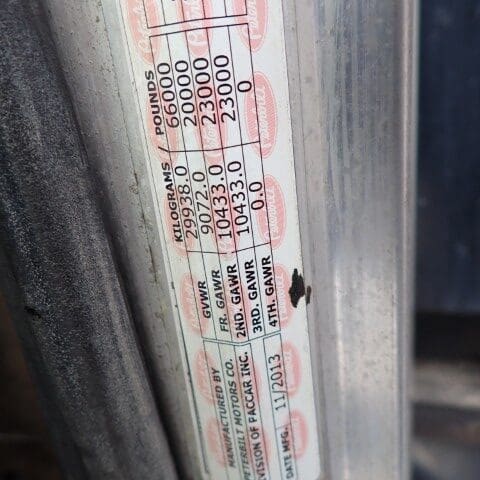 KILOGRAMS / POUNDS
MANUFACTURED BY GVWR 29938.0 66000
PETERBILT MOTORS CO. FR. GAWR 9072.0 20000
VISION OF PACCAR INC. 2ND. GAWR 10433.0 23000
3RD. GAWR 10433.0 23000
DATE MFG. 11/2013 4TH. GAWR 0.0 0